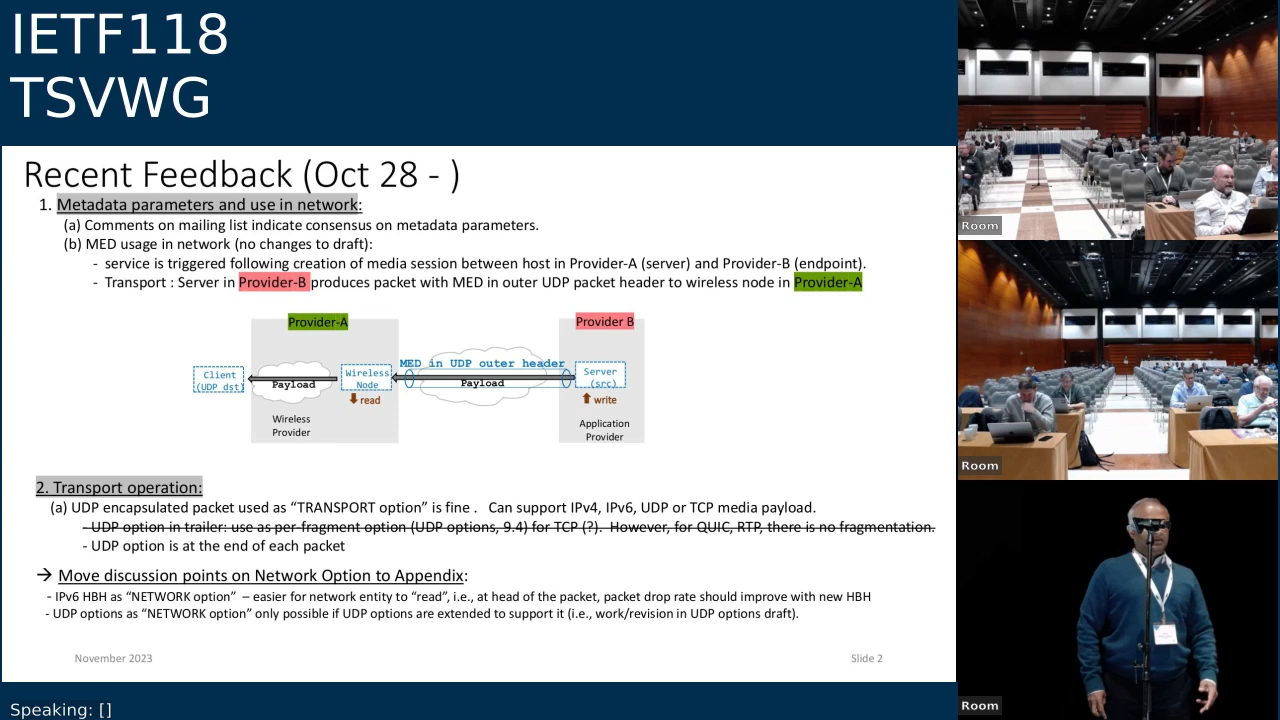 IETF118
TSVWG
Recent Feedback (Oct 28 - )
1. Metadata parameters and use in network:
(a) Comments on mailing list indicate consensus on metadata parameters.
(b) MED usage in network (no changes to draft):
- service is triggered following creation of media session between host in Provider-A (server) and Provider-B (endpoint).
- Transport : Server in Provider-B produces packet with MED in outer UDP packet header to wireless node in Provider-A
Provider-A
Provider B
MED in UDP outer header
Client
(UDP dst)
Payload
Wireless
Node
Payload
Server
(src)
read
write
Wireless
Provider
Application
Provider
2. Transport operation:
(a) UDP encapsulated packet used as “TRANSPORT option” is fine . Can support IPv4, IPv6, UDP or TCP media payload.
- UDP option in trailer: use as per-fragment option (UDP options, 9.4) for TCP (?). However, for QUIC, RTP, there is no fragmentation.
- UDP option is at the end of each packet
→ Move discussion points on Network Option to Appendix:
- IPv6 HBH as “NETWORK option” – easier for network entity to “read”, i.e., at head of the packet, packet drop rate should improve with new HBH
- UDP options as “NETWORK option” only possible if UDP options are extended to support it (i.e., work/revision in UDP options draft).
November 2023
Slide 2
Speaking: []
Room
Room
Room